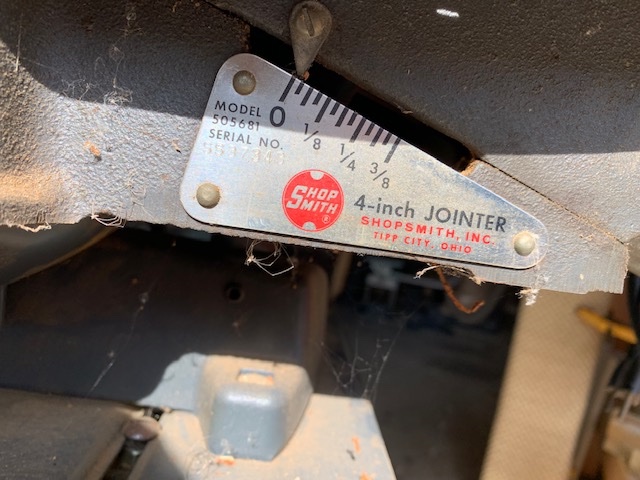 MODEL
505681
SERIAL NO.
0
1/8
1/4
3/8
SHOP
SMITH
®
4-inch JOINTER
SHOPSMITH, INC.
TIPP CITY, OHIO